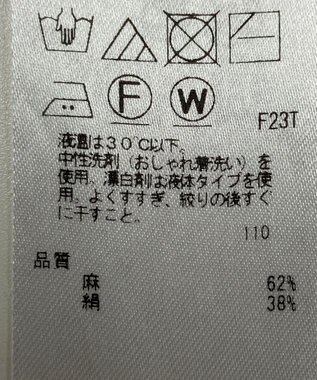 F W
F23T
液温は30℃以下。
中性洗剤（おしゃれ着洗い）を
使用。漂白剤は液体タイプを使
用。よくすすぎ、絞りの後すぐ
に干すこと。
110
品質
麻 62%
絹 38%